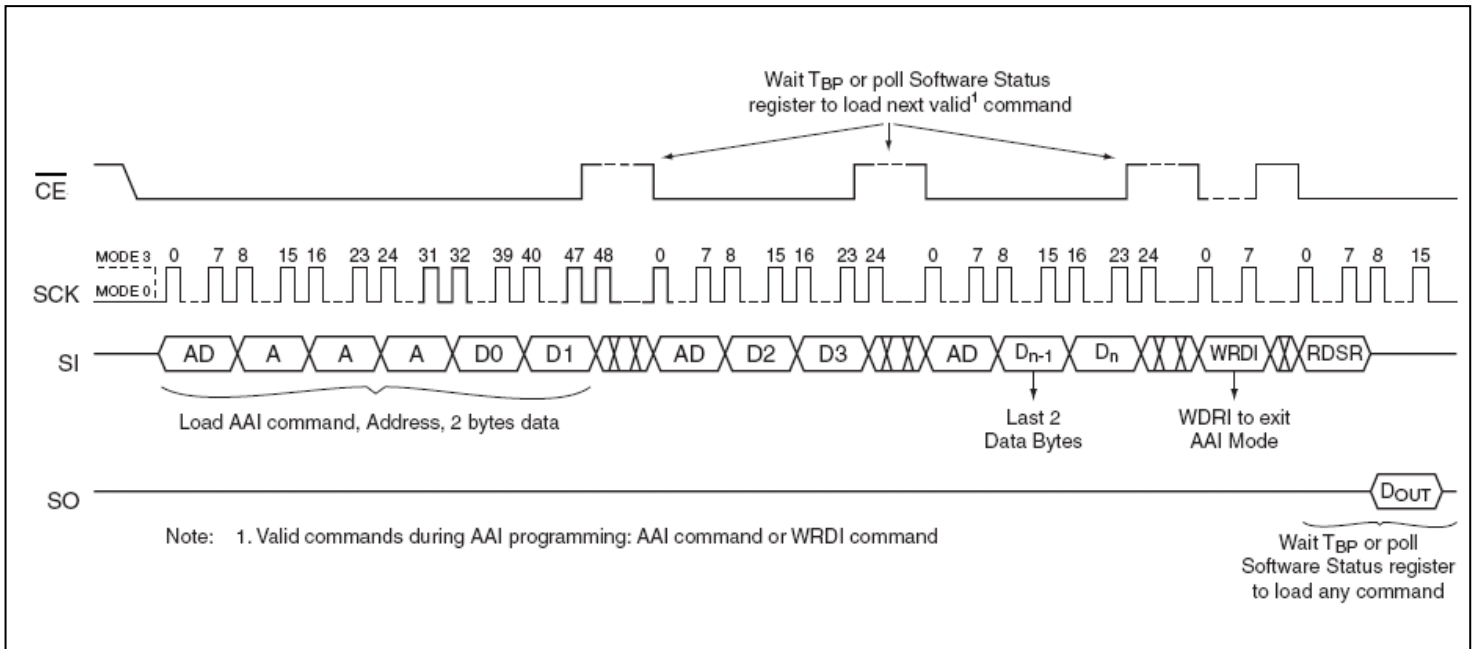 Wait TBP or poll Software Status
register to load next valid1 command
CE
MODE 3
MODE 0
SCK
0 7 8 15 16 23 24 31 32 39 40 47 48 0 7 8 15 16 23 24 0 7 8 15 16 23 24 0 7 0 7 8 15
SI
AD A A A D0 D1 AD D2 D3 AD Dn-1 Dn WRDI RDSR
Load AAI command, Address, 2 bytes data
Last 2
Data Bytes
WDRI to exit
AAI Mode
SO
DOUT
Note: 1. Valid commands during AAI programming: AAI command or WRDI command
Wait TBP or poll
Software Status register
to load any command